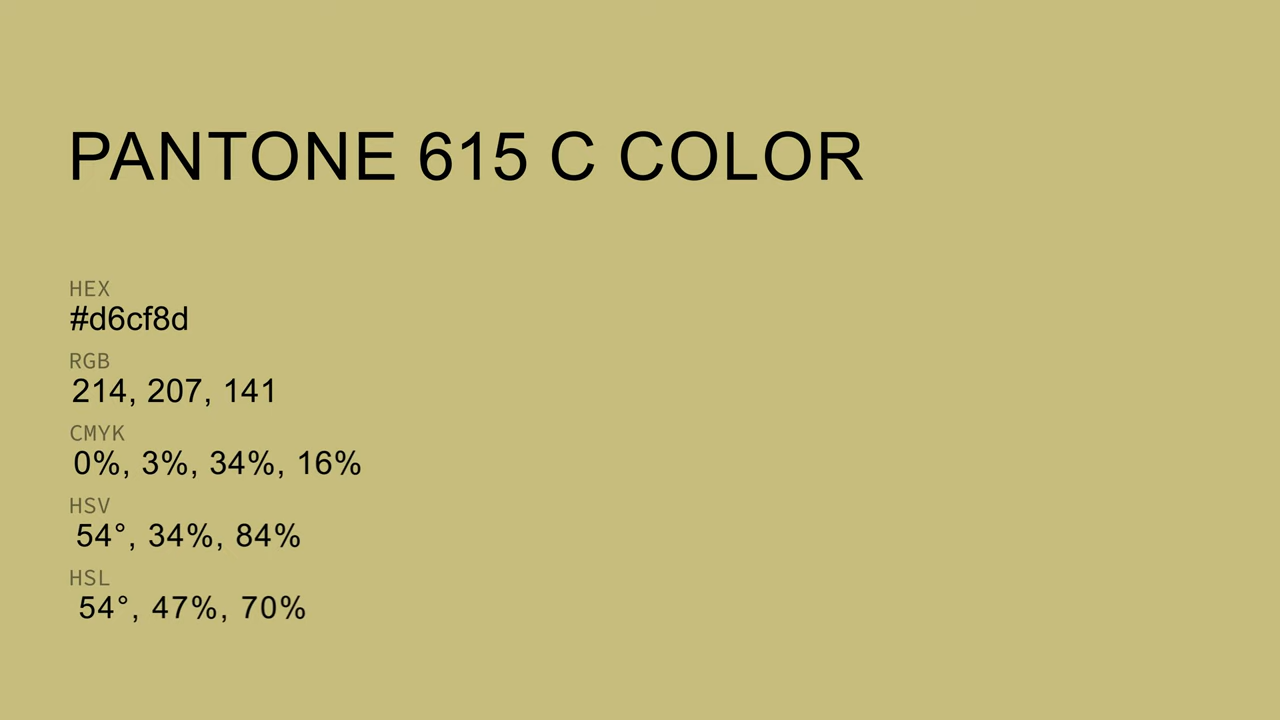 PANTONE 615 C COLOR
HEX
#d6cf8d
RGB
214, 207, 141
CMYK
0%, 3%, 34%, 16%
HSV
54°, 34%, 84%
HSL
54°, 47%, 70%